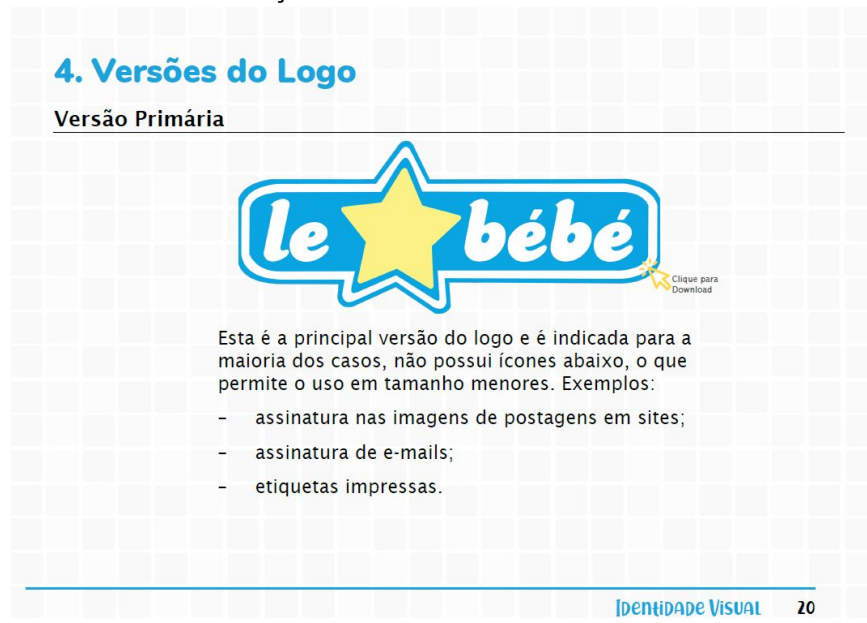 4. Versões do Logo
Versão Primária
le bébé
Clique para
Download
Esta é a principal versão do logo e é indicada para a
maioria dos casos, não possui ícones abaixo, o que
permite o uso em tamanho menores. Exemplos:
- assinatura nas imagens de postagens em sites;
- assinatura de e-mails;
- etiquetas impressas.
Identidade Visual 20